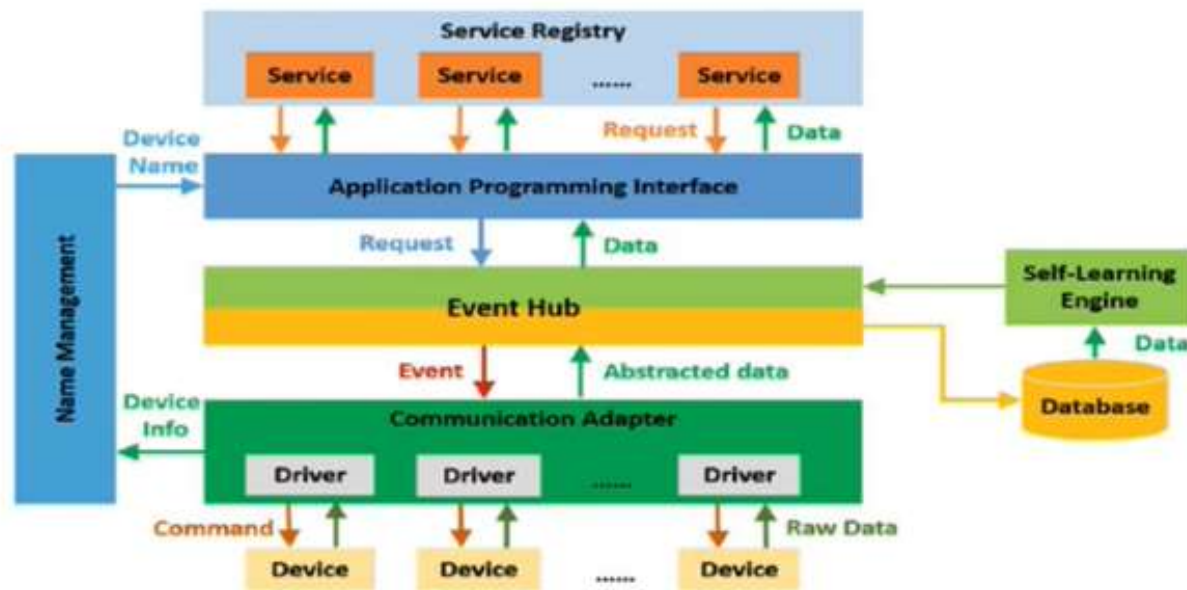 Service Registry
Service
Service
......
Service
Request
Data
Device
Name
Application Programming Interface
Name Management
Request
Data
Event Hub
Self-Learning
Engine
Data
Database
Event
Abstracted data
Device
Info
Communication Adapter
Driver
Driver
......
Driver
Command
Raw Data
Device
Device
......
Device